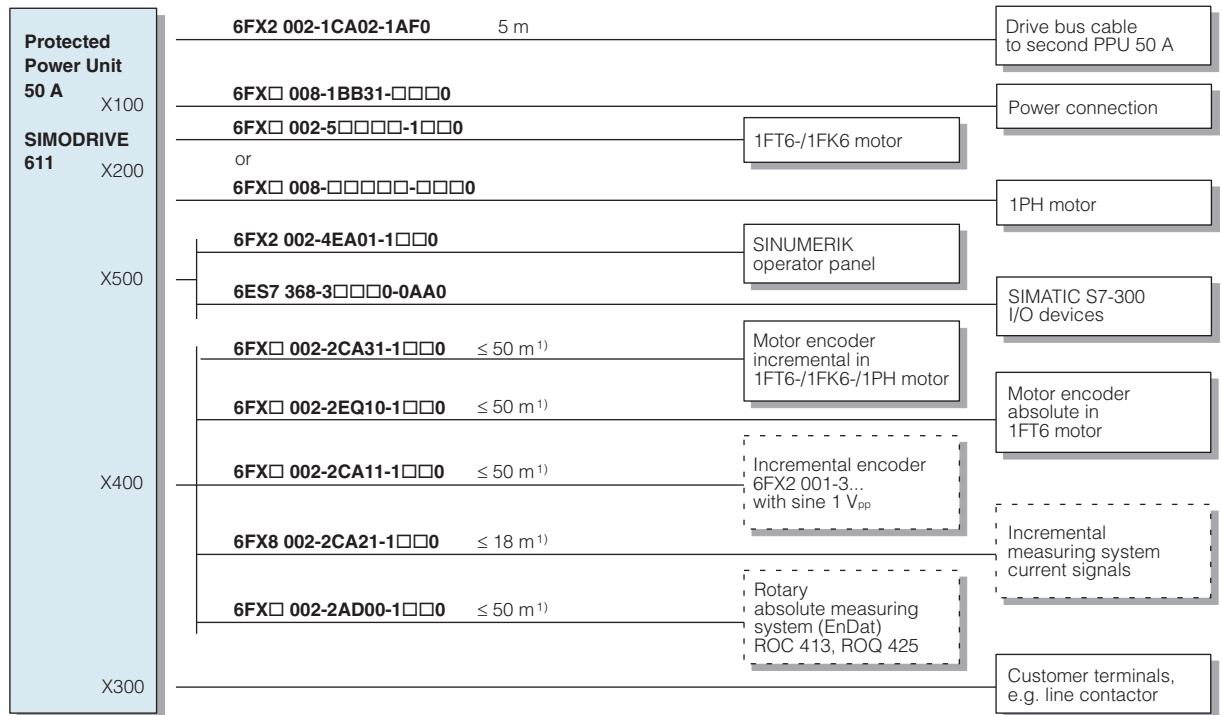 Protected
Power Unit
50 A
X100
SIMODRIVE
611
X200
X500
X400
X300
6FX2 002-1CA02-1AF0 5 m
Drive bus cable
to second PPU 50 A
6FX□ 008-1BB31-□□□0
Power connection
6FX□ 002-5□□□□-1□□0
1FT6-/1FK6 motor
or
6FX□ 008-□□□□□-□□□0
1PH motor
6FX2 002-4EA01-1□□0
SINUMERIK
operator panel
6ES7 368-3□□□0-0AA0
SIMATIC S7-300
I/O devices
6FX□ 002-2CA31-1□□0 ≤ 50 m 1)
Motor encoder
incremental in
1FT6-/1FK6-/1PH motor
6FX□ 002-2EQ10-1□□0 ≤ 50 m 1)
Motor encoder
absolute in
1FT6 motor
6FX□ 002-2CA11-1□□0 ≤ 50 m 1)
Incremental encoder
6FX2 001-3...
with sine 1 Vpp
6FX8 002-2CA21-1□□0 ≤ 18 m 1)
Incremental
measuring system
current signals
6FX□ 002-2AD00-1□□0 ≤ 50 m 1)
Rotary
absolute measuring
system (EnDat)
ROC 413, ROQ 425
Customer terminals,
e.g. line contactor